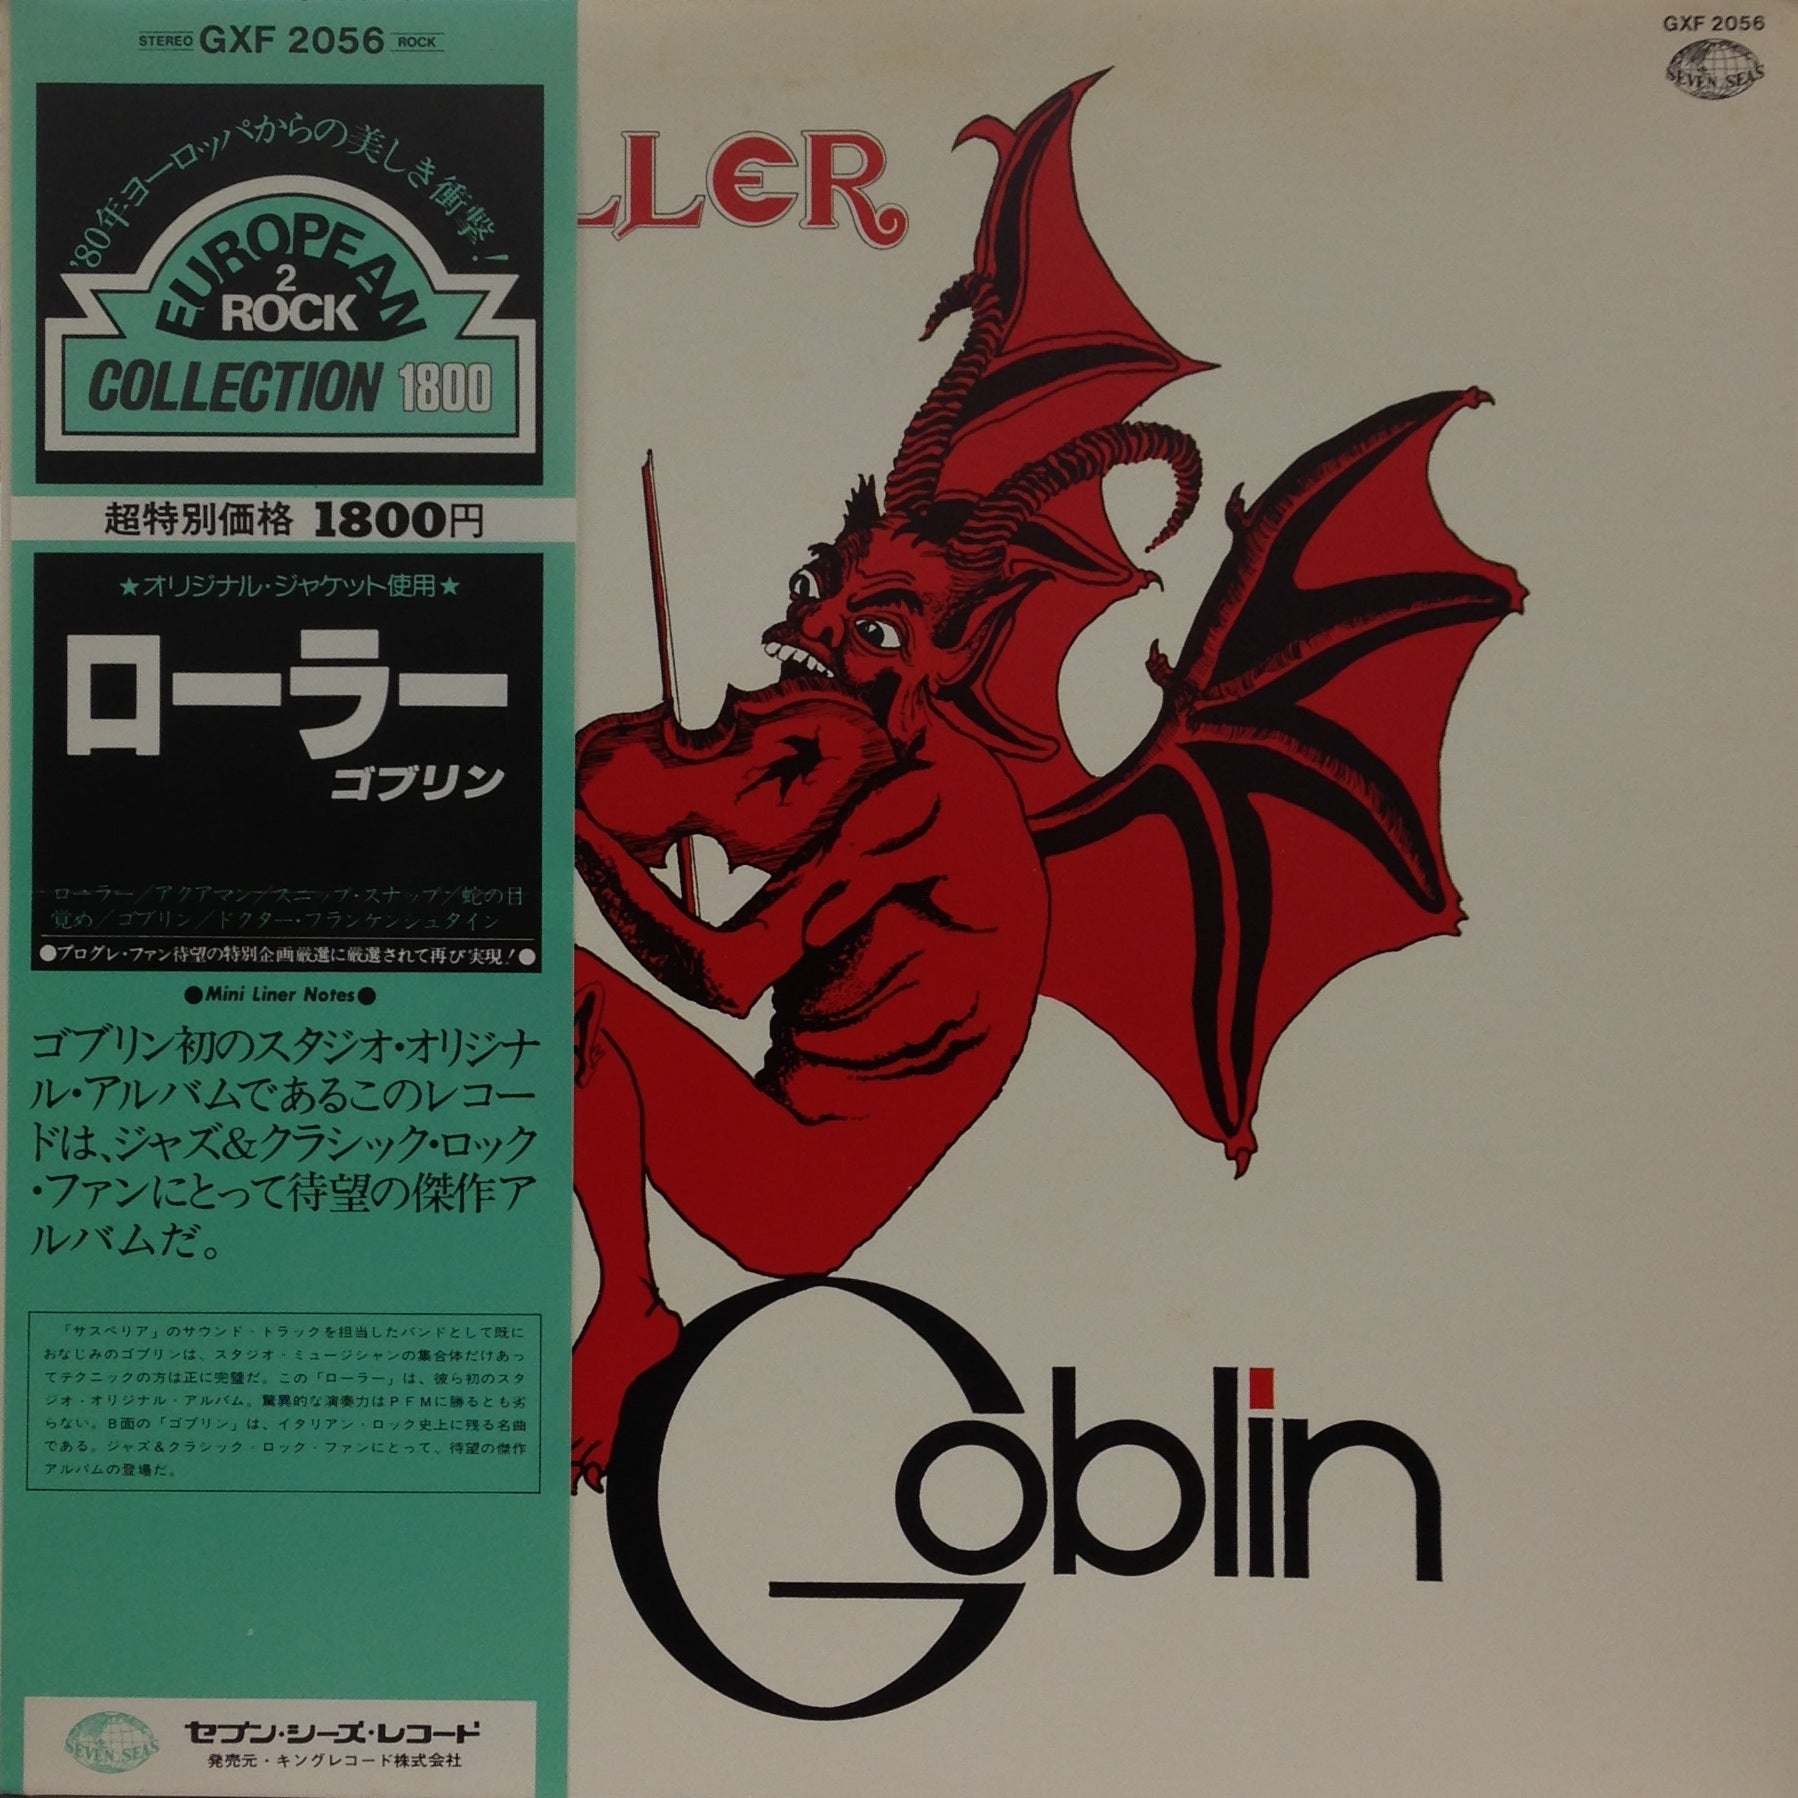 STEREO GXF 2056 ROCK
'80年ヨーロッパからの美しき衝撃!
EUROPEAN
2
ROCK
COLLECTION 1800
超特別価格 1800円
★オリジナル・ジャケット使用★
ローラー
ゴブリン
ローラー/アクアマン/スニップ・スナップ/蛇の目
覚め/ゴブリン/ドクター・フランケンシュタイン
●プログレ・ファン待望の特別企画厳選に厳選されて再び実現!●
●Mini Liner Notes●
ゴブリン初のスタジオ・オリジナ
ル・アルバムであるこのレコー
ドは、ジャズ&クラシック・ロック
・ファンにとって待望の傑作ア
ルバムだ。
「サスペリア」のサウンド・トラックを担当したバンドとして既に
おなじみのゴブリンは、スタジオ・ミュージシャンの集合体だけあっ
てテクニックの方は正に完璧だ。この「ローラー」は、彼ら初のスタ
ジオ・オリジナル・アルバム。驚異的な演奏力はPFMに勝るとも劣
らない。B面の「ゴブリン」は、イタリアン・ロック史上に残る名曲
である。ジャズ&クラシック・ロック・ファンにとって、待望の傑作
アルバムの登場だ。
SEVEN SEAS
セブン・シーズ・レコード
発売元・キングレコード株式会社
GXF 2056
SEVEN SEAS
LLER
Goblin